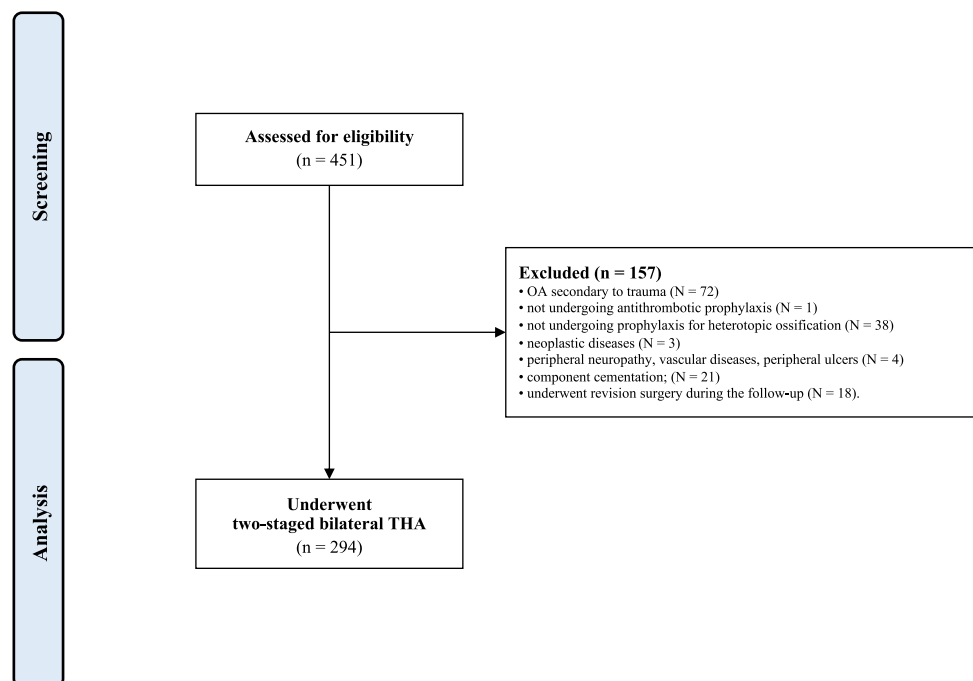 Screening
Assessed for eligibility
(n = 451)
Excluded (n = 157)
• OA secondary to trauma (N = 72)
• not undergoing antithrombotic prophylaxis (N = 1)
• not undergoing prophylaxis for heterotopic ossification (N = 38)
• neoplastic diseases (N = 3)
• peripheral neuropathy, vascular diseases, peripheral ulcers (N = 4)
• component cementation; (N = 21)
• underwent revision surgery during the follow-up (N = 18).
Analysis
Underwent
two-staged bilateral THA
(n = 294)